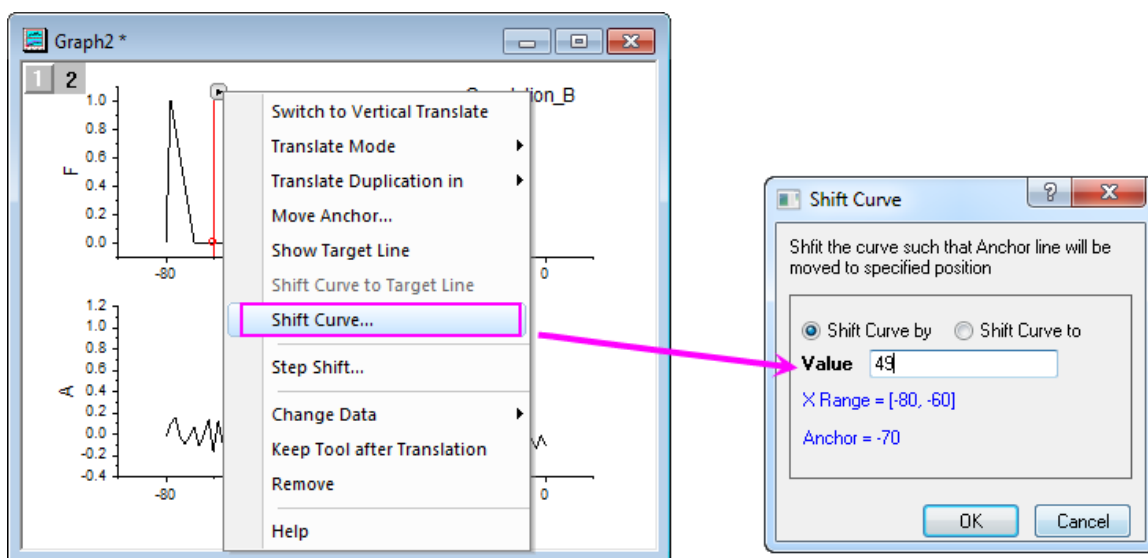 Graph2 *
1 2
ion_B
1.0
0.8
0.6
0.4
0.2
0.0
F
-80
0
1.2
1.0
0.8
0.6
0.4
0.2
0.0
-0.2
-0.4
A
-80
0
Switch to Vertical Translate
Translate Mode
Translate Duplication in
Move Anchor...
Show Target Line
Shift Curve to Target Line
Shift Curve...
Step Shift...
Change Data
Keep Tool after Translation
Remove
Help
Shift Curve
Shfit the curve such that Anchor line will be
moved to specified position
Shift Curve by Shift Curve to
Value 49
X Range = [-80, -60]
Anchor = -70
OK Cancel